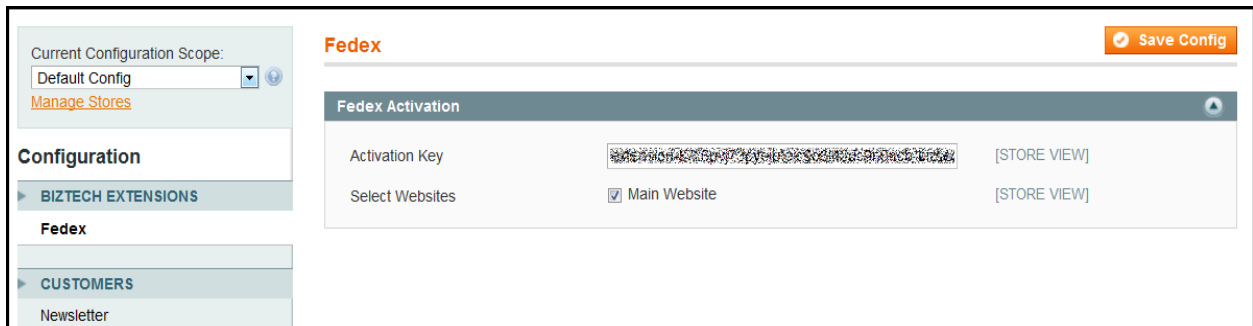 Current Configuration Scope:
Default Config
Manage Stores
Configuration
BIZTECH EXTENSIONS
Fedex
CUSTOMERS
Newsletter
Fedex
Save Config
Fedex Activation
Activation Key
[STORE VIEW]
Select Websites
Main Website
[STORE VIEW]